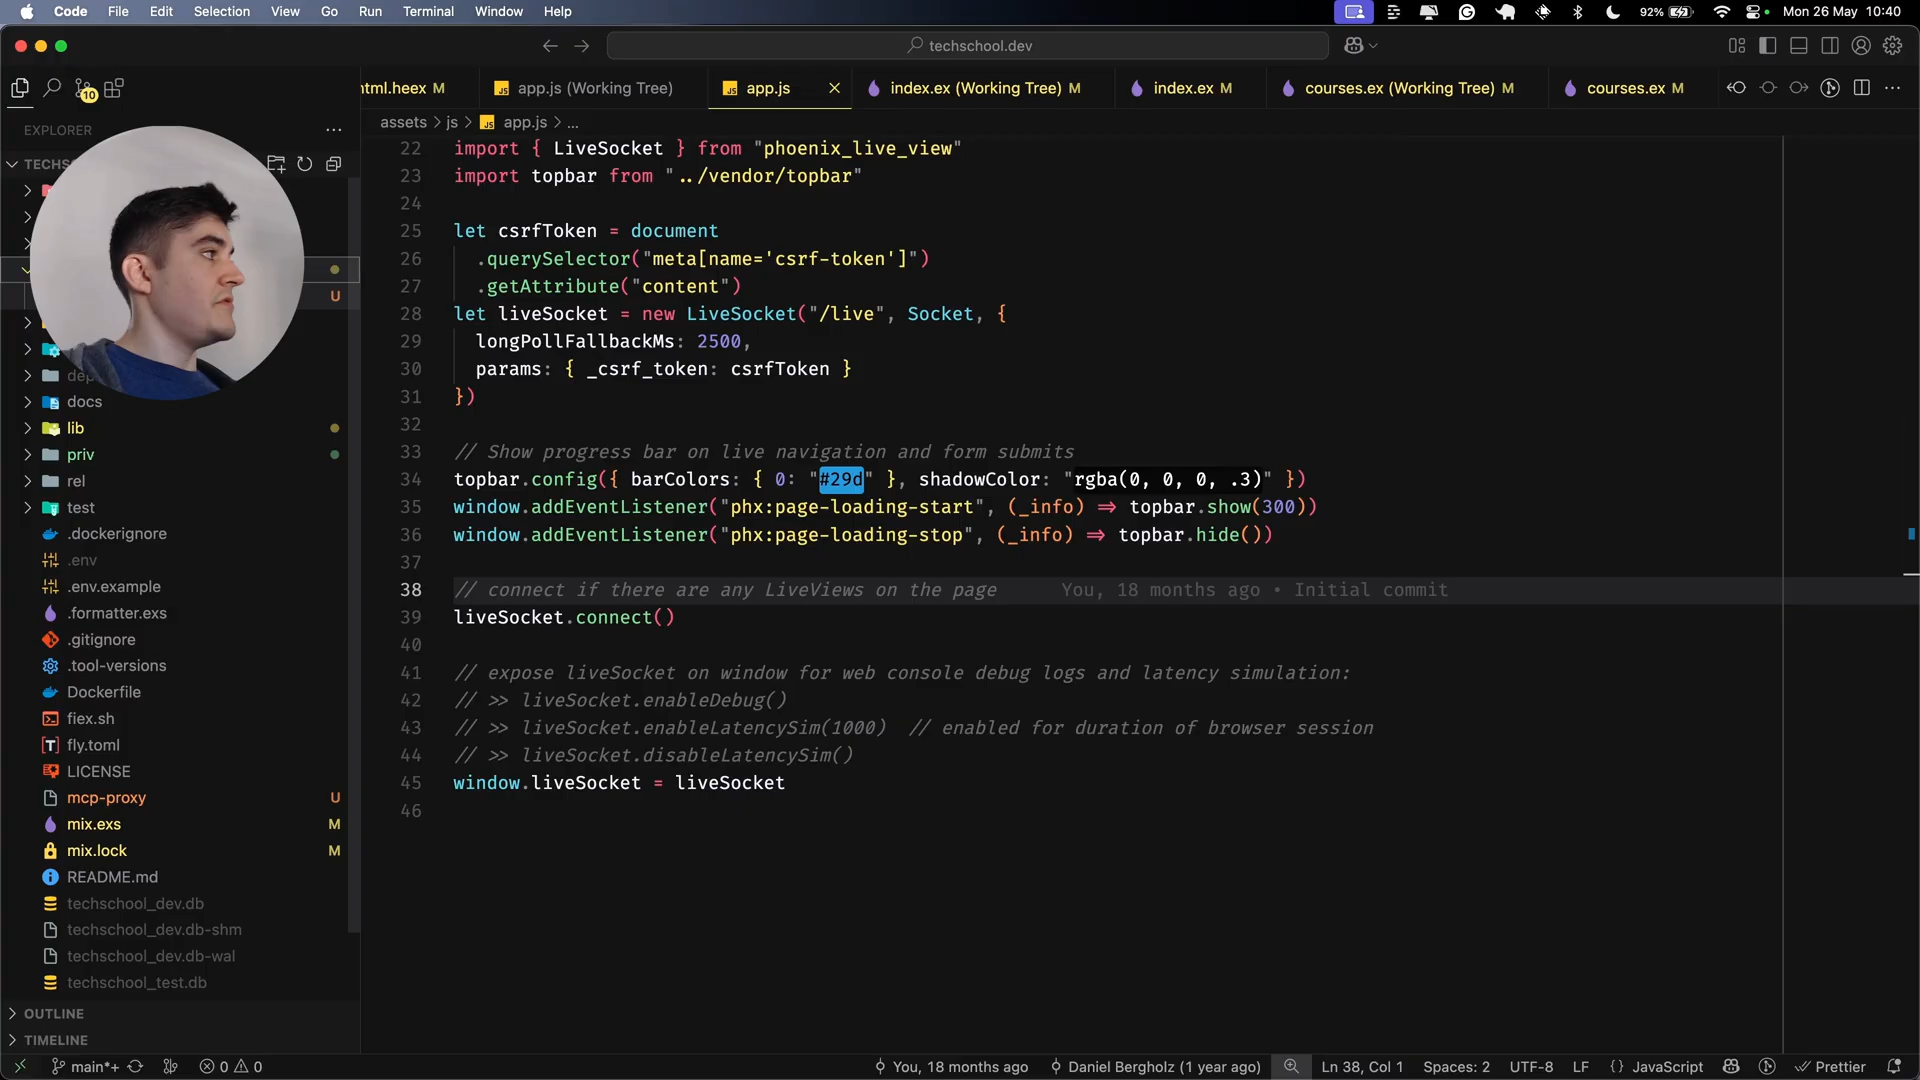 Code File Edit Selection View Go Run Terminal Window Help
92% Mon 26 May 10:40
techschool.dev
10
html.heex M
app.js (Working Tree)
app.js
index.ex (Working Tree) M
index.ex M
courses.ex (Working Tree) M
courses.ex M
EXPLORER
assets > js > app.js > ...
TECHS
U
docs
lib
priv
rel
test
.dockerignore
.env
.env.example
.formatter.exs
.gitignore
.tool-versions
Dockerfile
fiex.sh
fly.toml
LICENSE
mcp-proxy U
mix.exs M
mix.lock M
README.md
techschool_dev.db
techschool_dev.db-shm
techschool_dev.db-wal
techschool_test.db
OUTLINE
TIMELINE
22 import { LiveSocket } from "phoenix_live_view"
23 import topbar from "../vendor/topbar"
24
25 let csrfToken = document
26 .querySelector("meta[name='csrf-token']")
27 .getAttribute("content")
28 let liveSocket = new LiveSocket("/live", Socket, {
29 longPollFallbackMs: 2500,
30 params: { _csrf_token: csrfToken }
31 })
32
33 // Show progress bar on live navigation and form submits
34 topbar.config({ barColors: { 0: "#29d" }, shadowColor: "rgba(0, 0, 0, .3)" })
35 window.addEventListener("phx:page-loading-start", (_info) => topbar.show(300))
36 window.addEventListener("phx:page-loading-stop", (_info) => topbar.hide())
37
38 // connect if there are any LiveViews on the page You, 18 months ago • Initial commit
39 liveSocket.connect()
40
41 // expose liveSocket on window for web console debug logs and latency simulation:
42 // >> liveSocket.enableDebug()
43 // >> liveSocket.enableLatencySim(1000) // enabled for duration of browser session
44 // >> liveSocket.disableLatencySim()
45 window.liveSocket = liveSocket
46
main*+ 0 0 You, 18 months ago Daniel Bergholz (1 year ago) Ln 38, Col 1 Spaces: 2 UTF-8 LF {} JavaScript Prettier